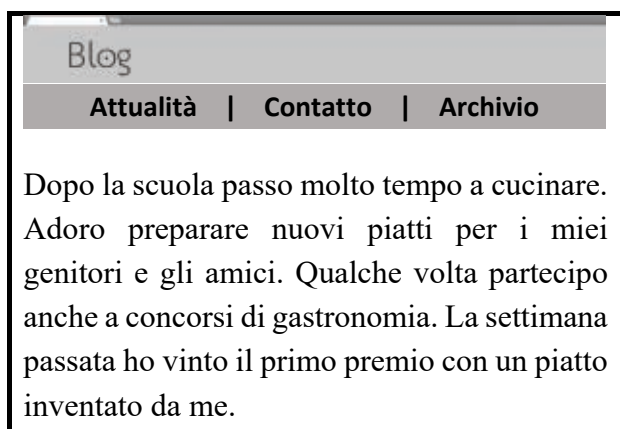 Blog
Attualità | Contatto | Archivio
Dopo la scuola passo molto tempo a cucinare.
Adoro preparare nuovi piatti per i miei
genitori e gli amici. Qualche volta partecipo
anche a concorsi di gastronomia. La settimana
passata ho vinto il primo premio con un piatto
inventato da me.